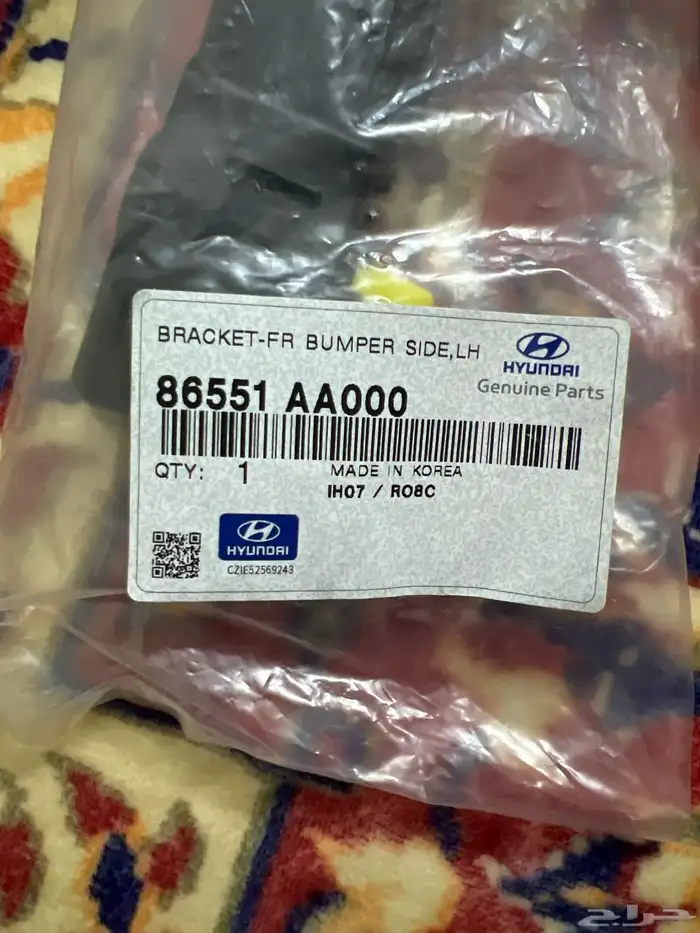 BRACKET-FR BUMPER SIDE,LH
HYUNDAI
Genuine Parts
86551 AA000
QTY: 1
MADE IN KOREA
IH07 / R08C
HYUNDAI
CZIE52569243
حراج